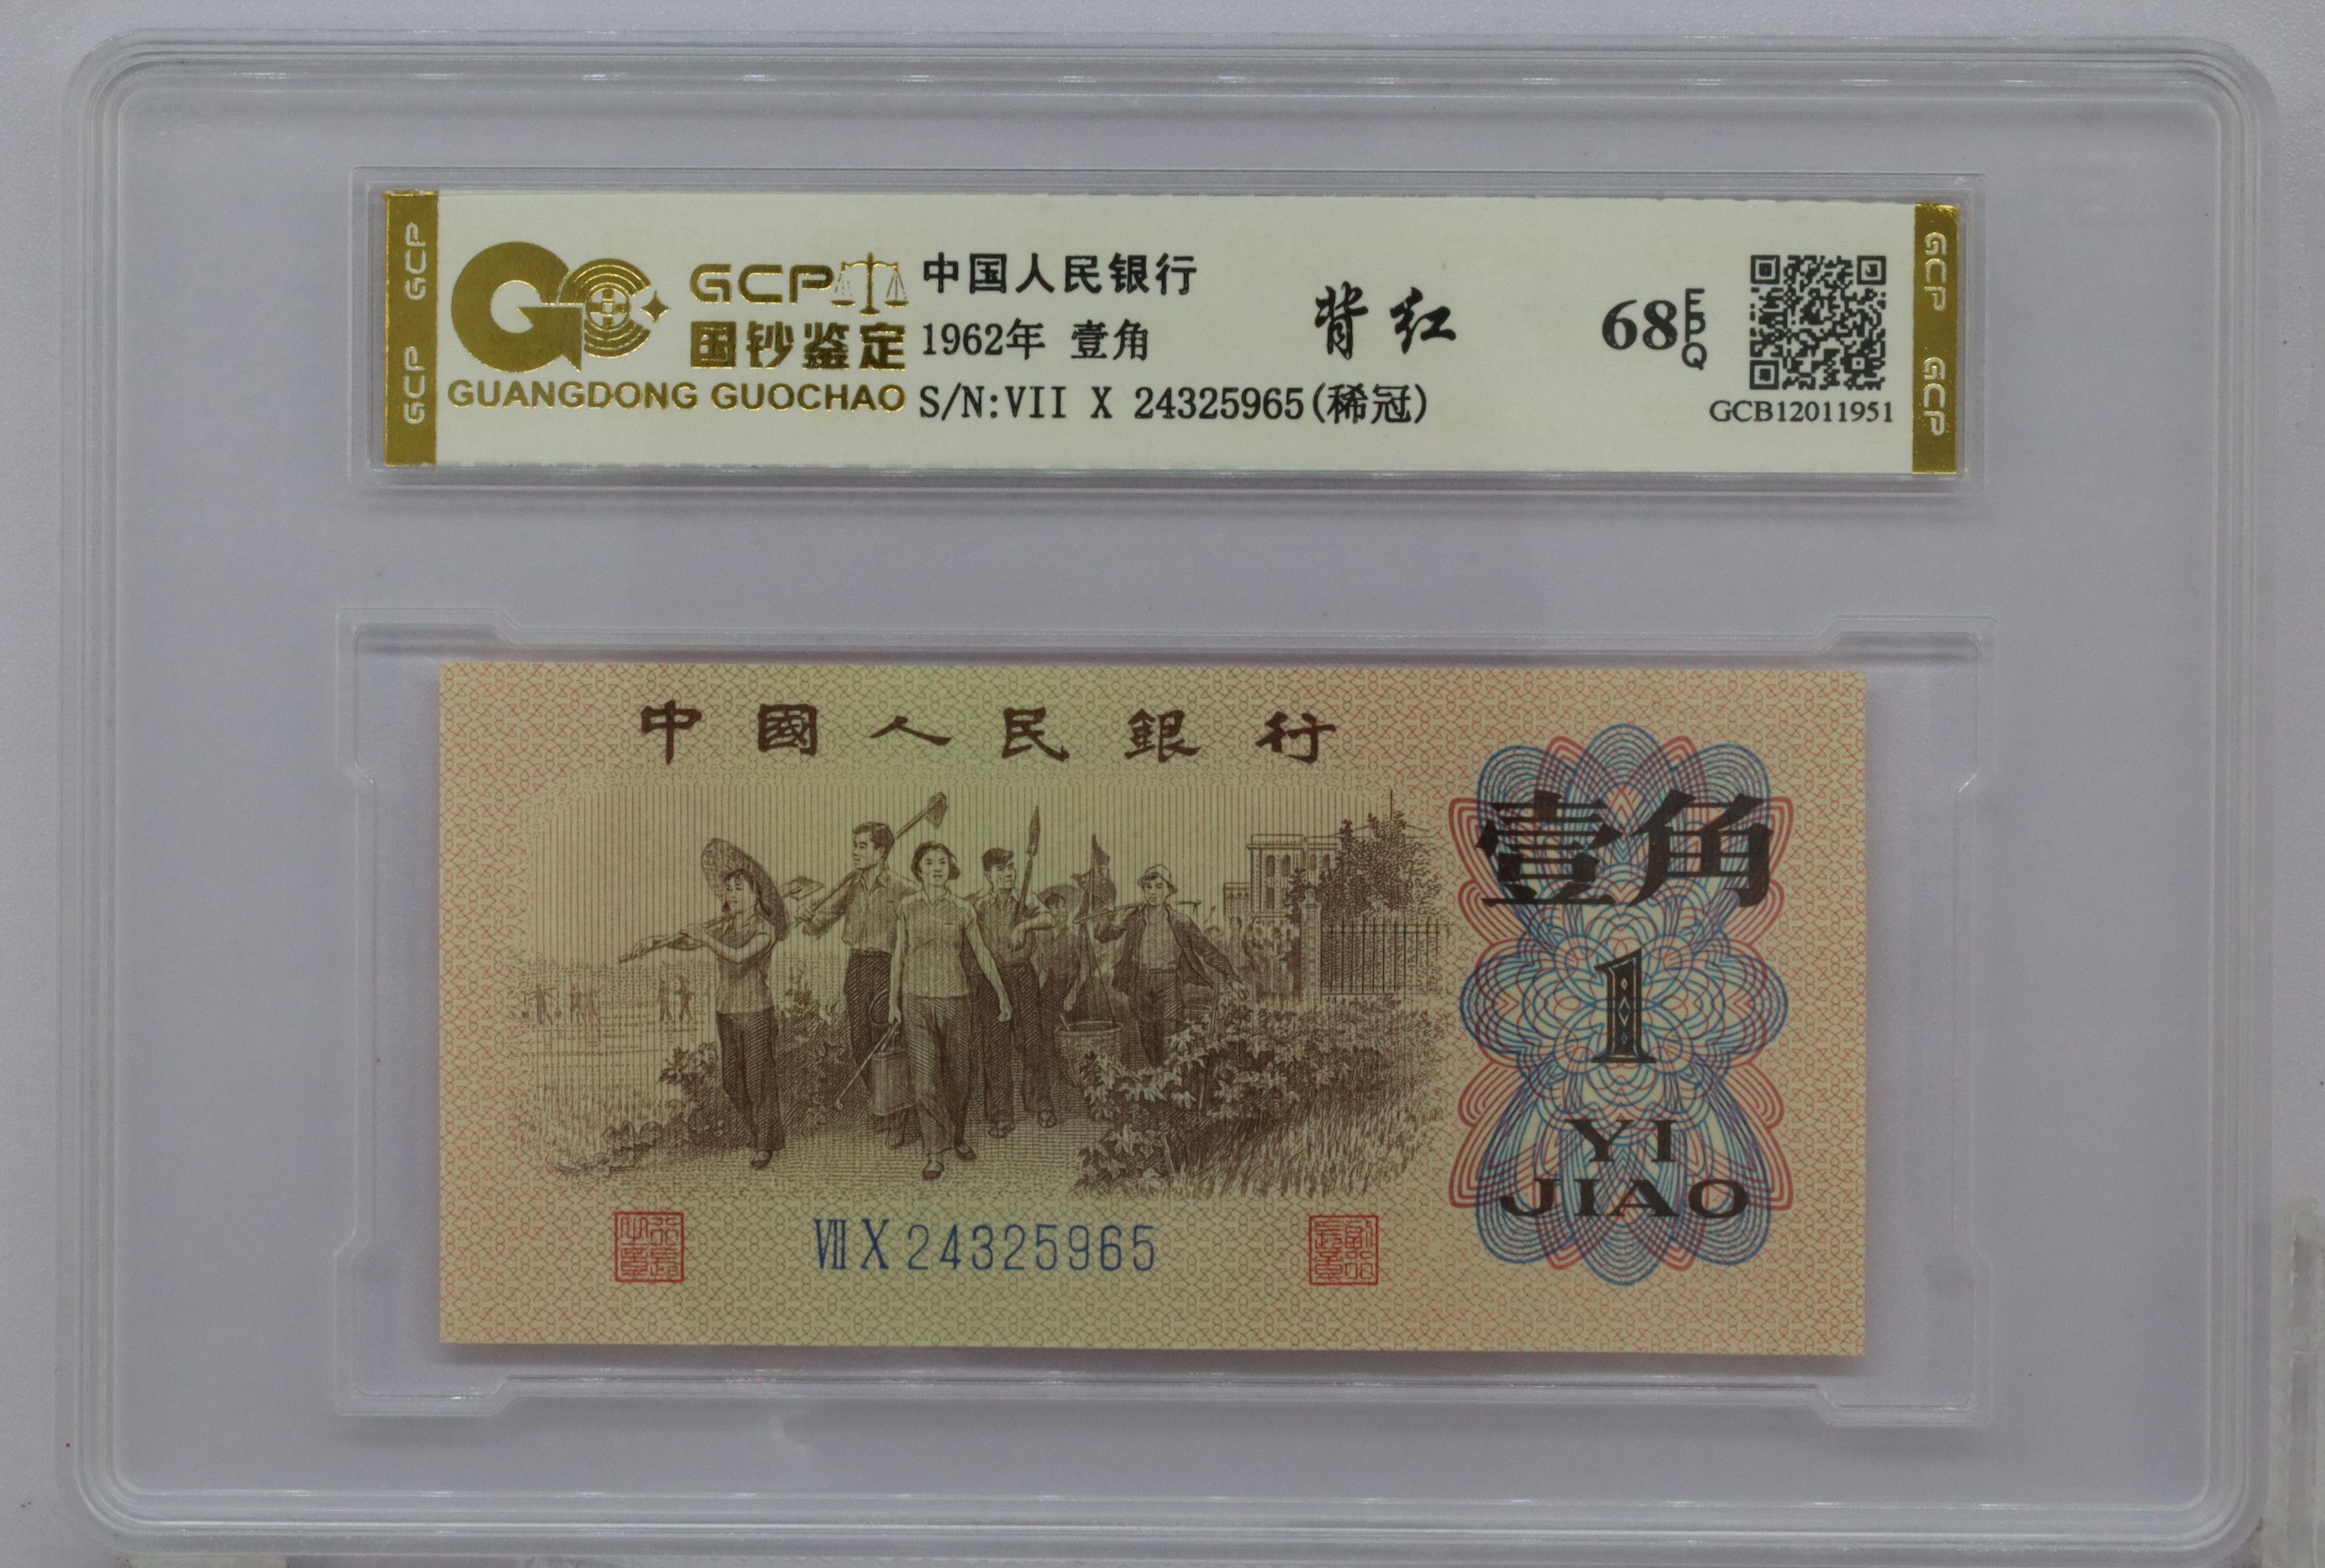 GCP GCP
GCP
国钞鉴定
GUANGDONG GUOCHAO
中国人民银行
1962年 壹角
S/N:VII X 24325965(稀冠)
背红
68 EPQ
GCB12011951
GCP GCP
中國人民銀行
壹角
1
YI
JIAO
VII X 24325965